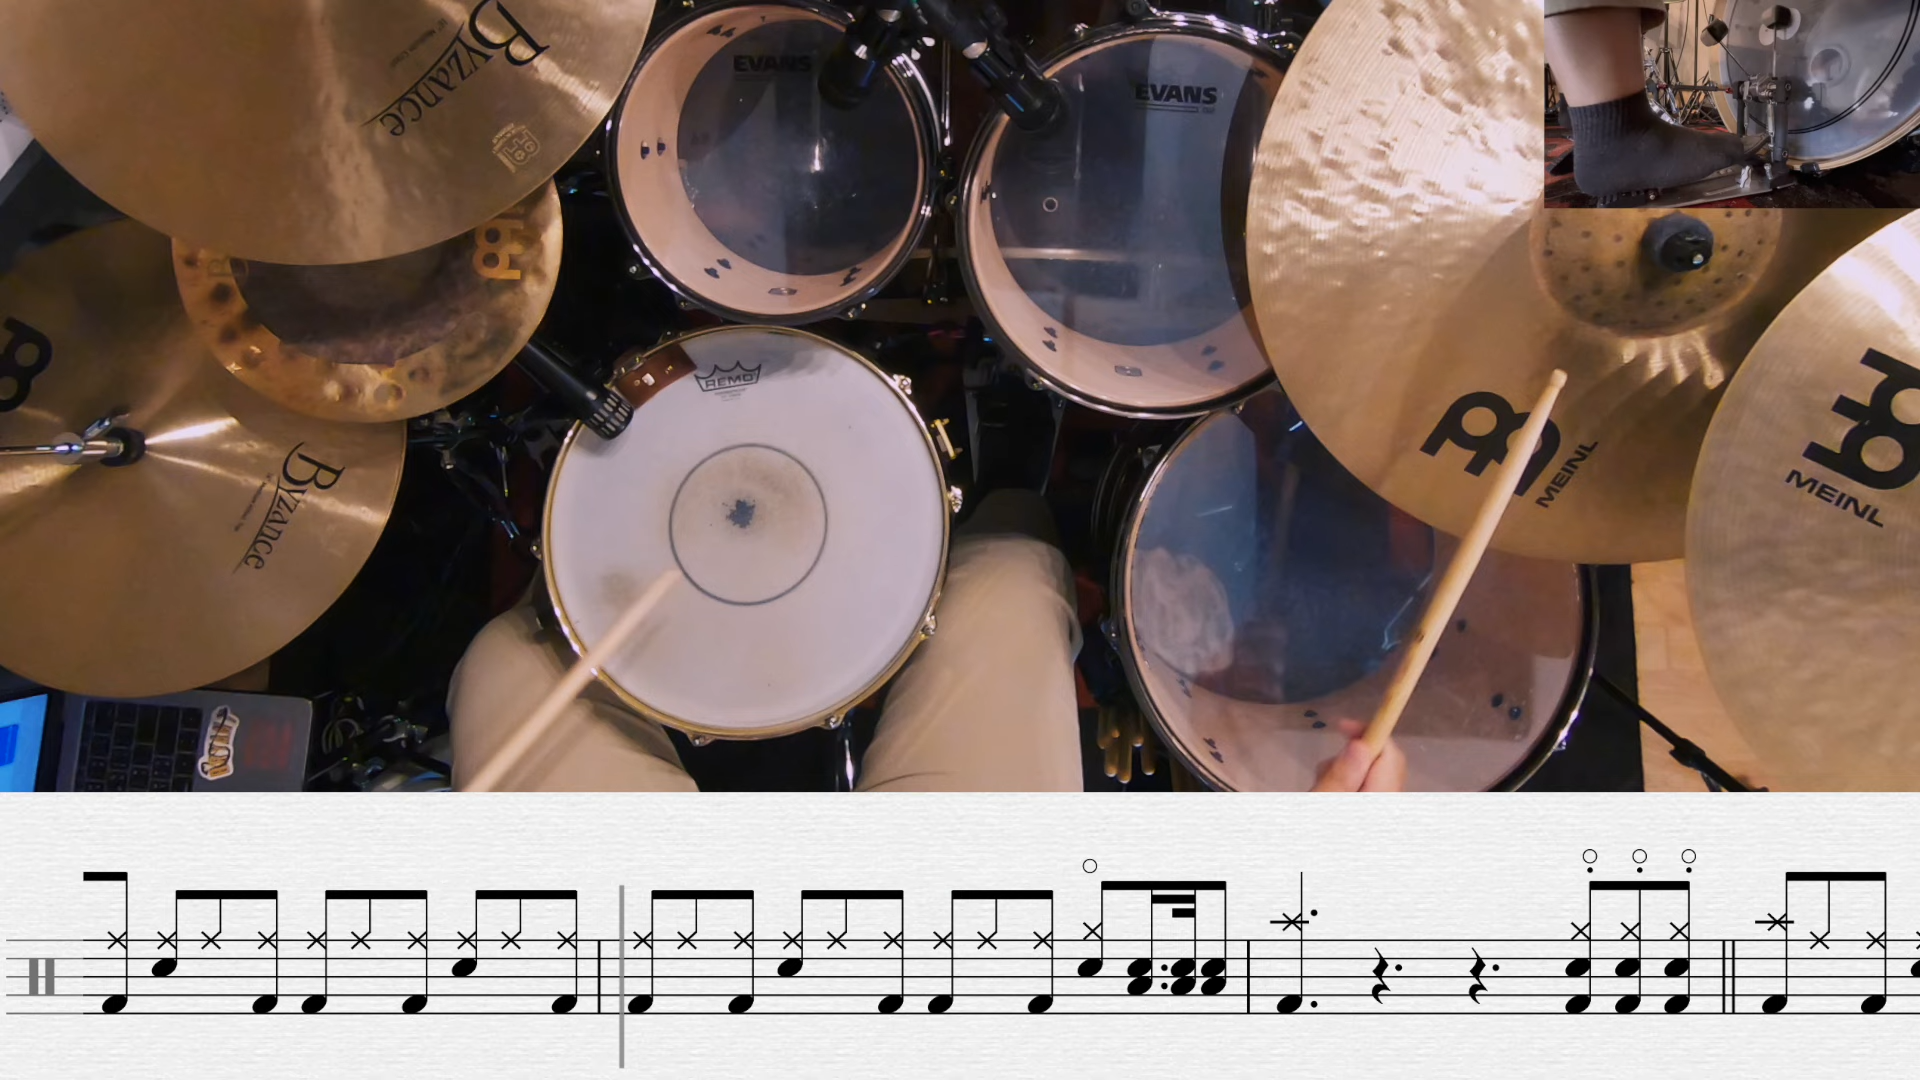 Byzance
EVANS
EVANS
REMO
Byzance
MEINL
MEINL